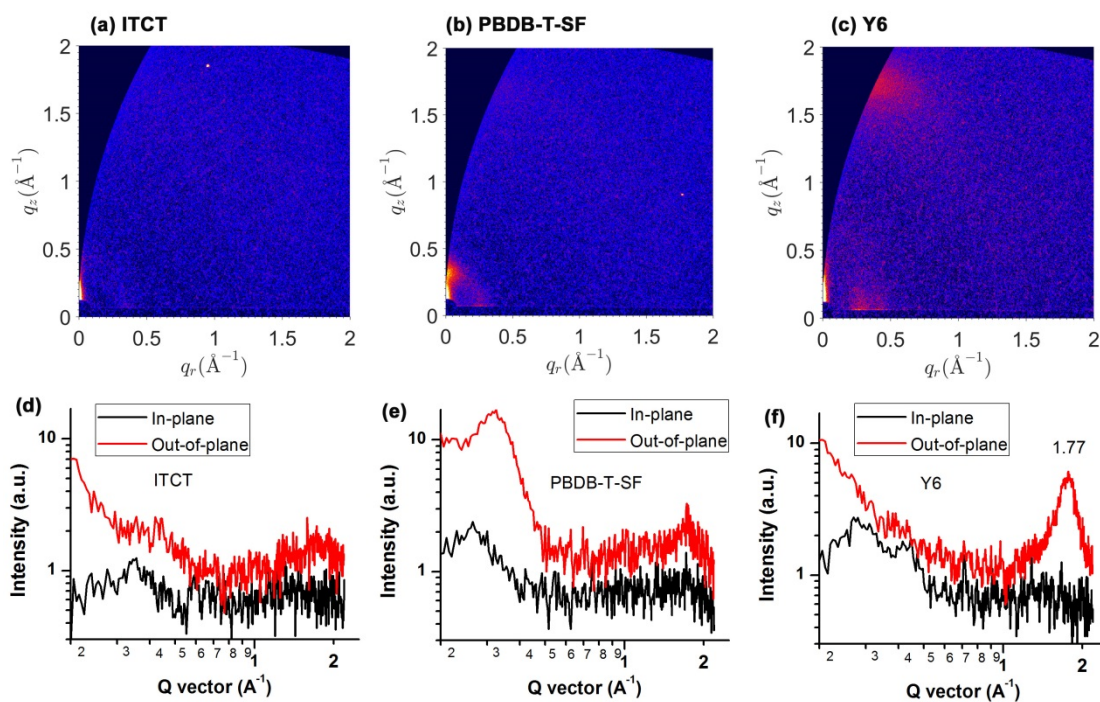 (a) ITCT
(b) PBDB-T-SF
(c) Y6
2
1.5
1
0.5
0
q_z(Å⁻¹)
0 0.5 1 1.5 2
q_r(Å⁻¹)
2
1.5
1
0.5
0
q_z(Å⁻¹)
0 0.5 1 1.5 2
q_r(Å⁻¹)
2
1.5
1
0.5
0
q_z(Å⁻¹)
0 0.5 1 1.5 2
q_r(Å⁻¹)
(d)
In-plane
Out-of-plane
ITCT
10
1
Intensity (a.u.)
2 3 4 5 6 7 8 9 1 2
Q vector (A⁻¹)
(e)
In-plane
Out-of-plane
PBDB-T-SF
10
1
Intensity (a.u.)
2 3 4 5 6 7 8 9 1 2
Q vector (A⁻¹)
(f)
In-plane
Out-of-plane
1.77
Y6
10
1
Intensity (a.u.)
2 3 4 5 6 7 8 9 1 2
Q vector (A⁻¹)